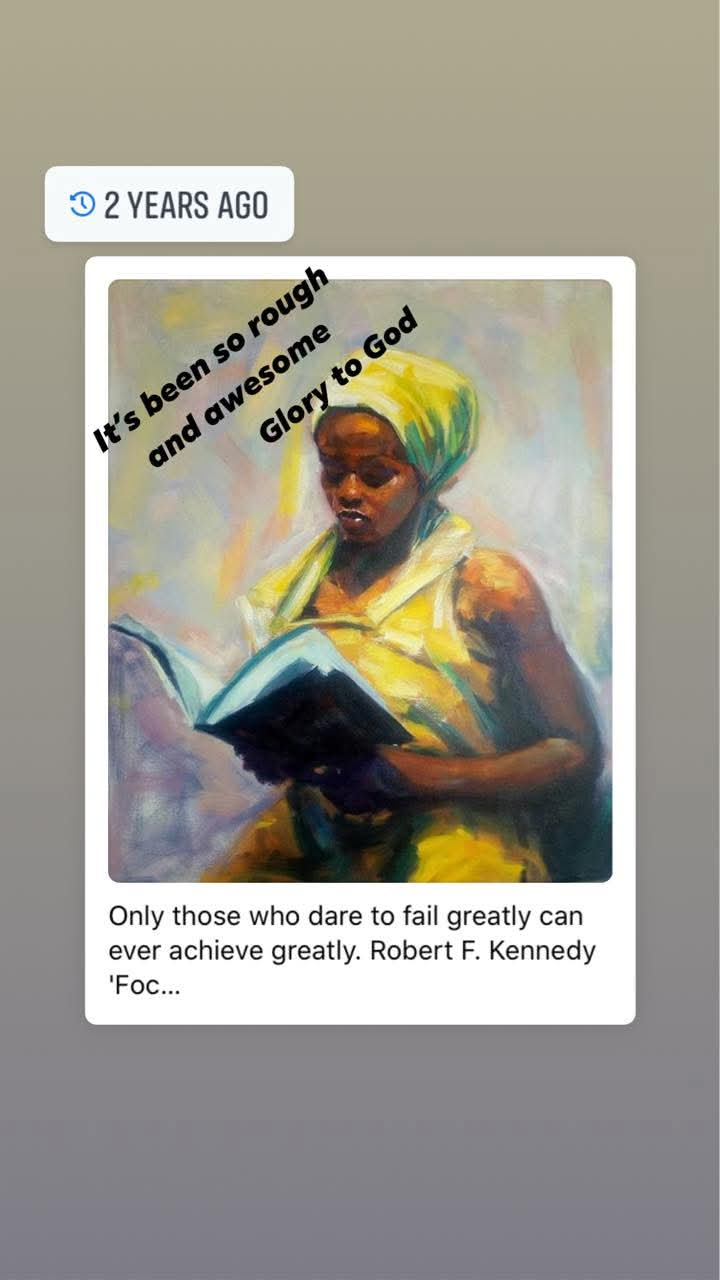 2 YEARS AGO
It's been so rough
and awesome
Glory to God
Only those who dare to fail greatly can
ever achieve greatly. Robert F. Kennedy
'Foc...